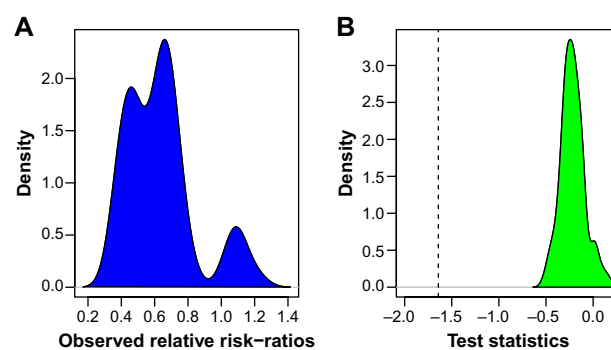 A
Density
2.0
1.5
1.0
0.5
0.0
0.2 0.4 0.6 0.8 1.0 1.2 1.4
Observed relative risk−ratios
B
Density
3.0
2.5
2.0
1.5
1.0
0.5
0.0
−2.0 −1.5 −1.0 −0.5 0.0
Test statistics